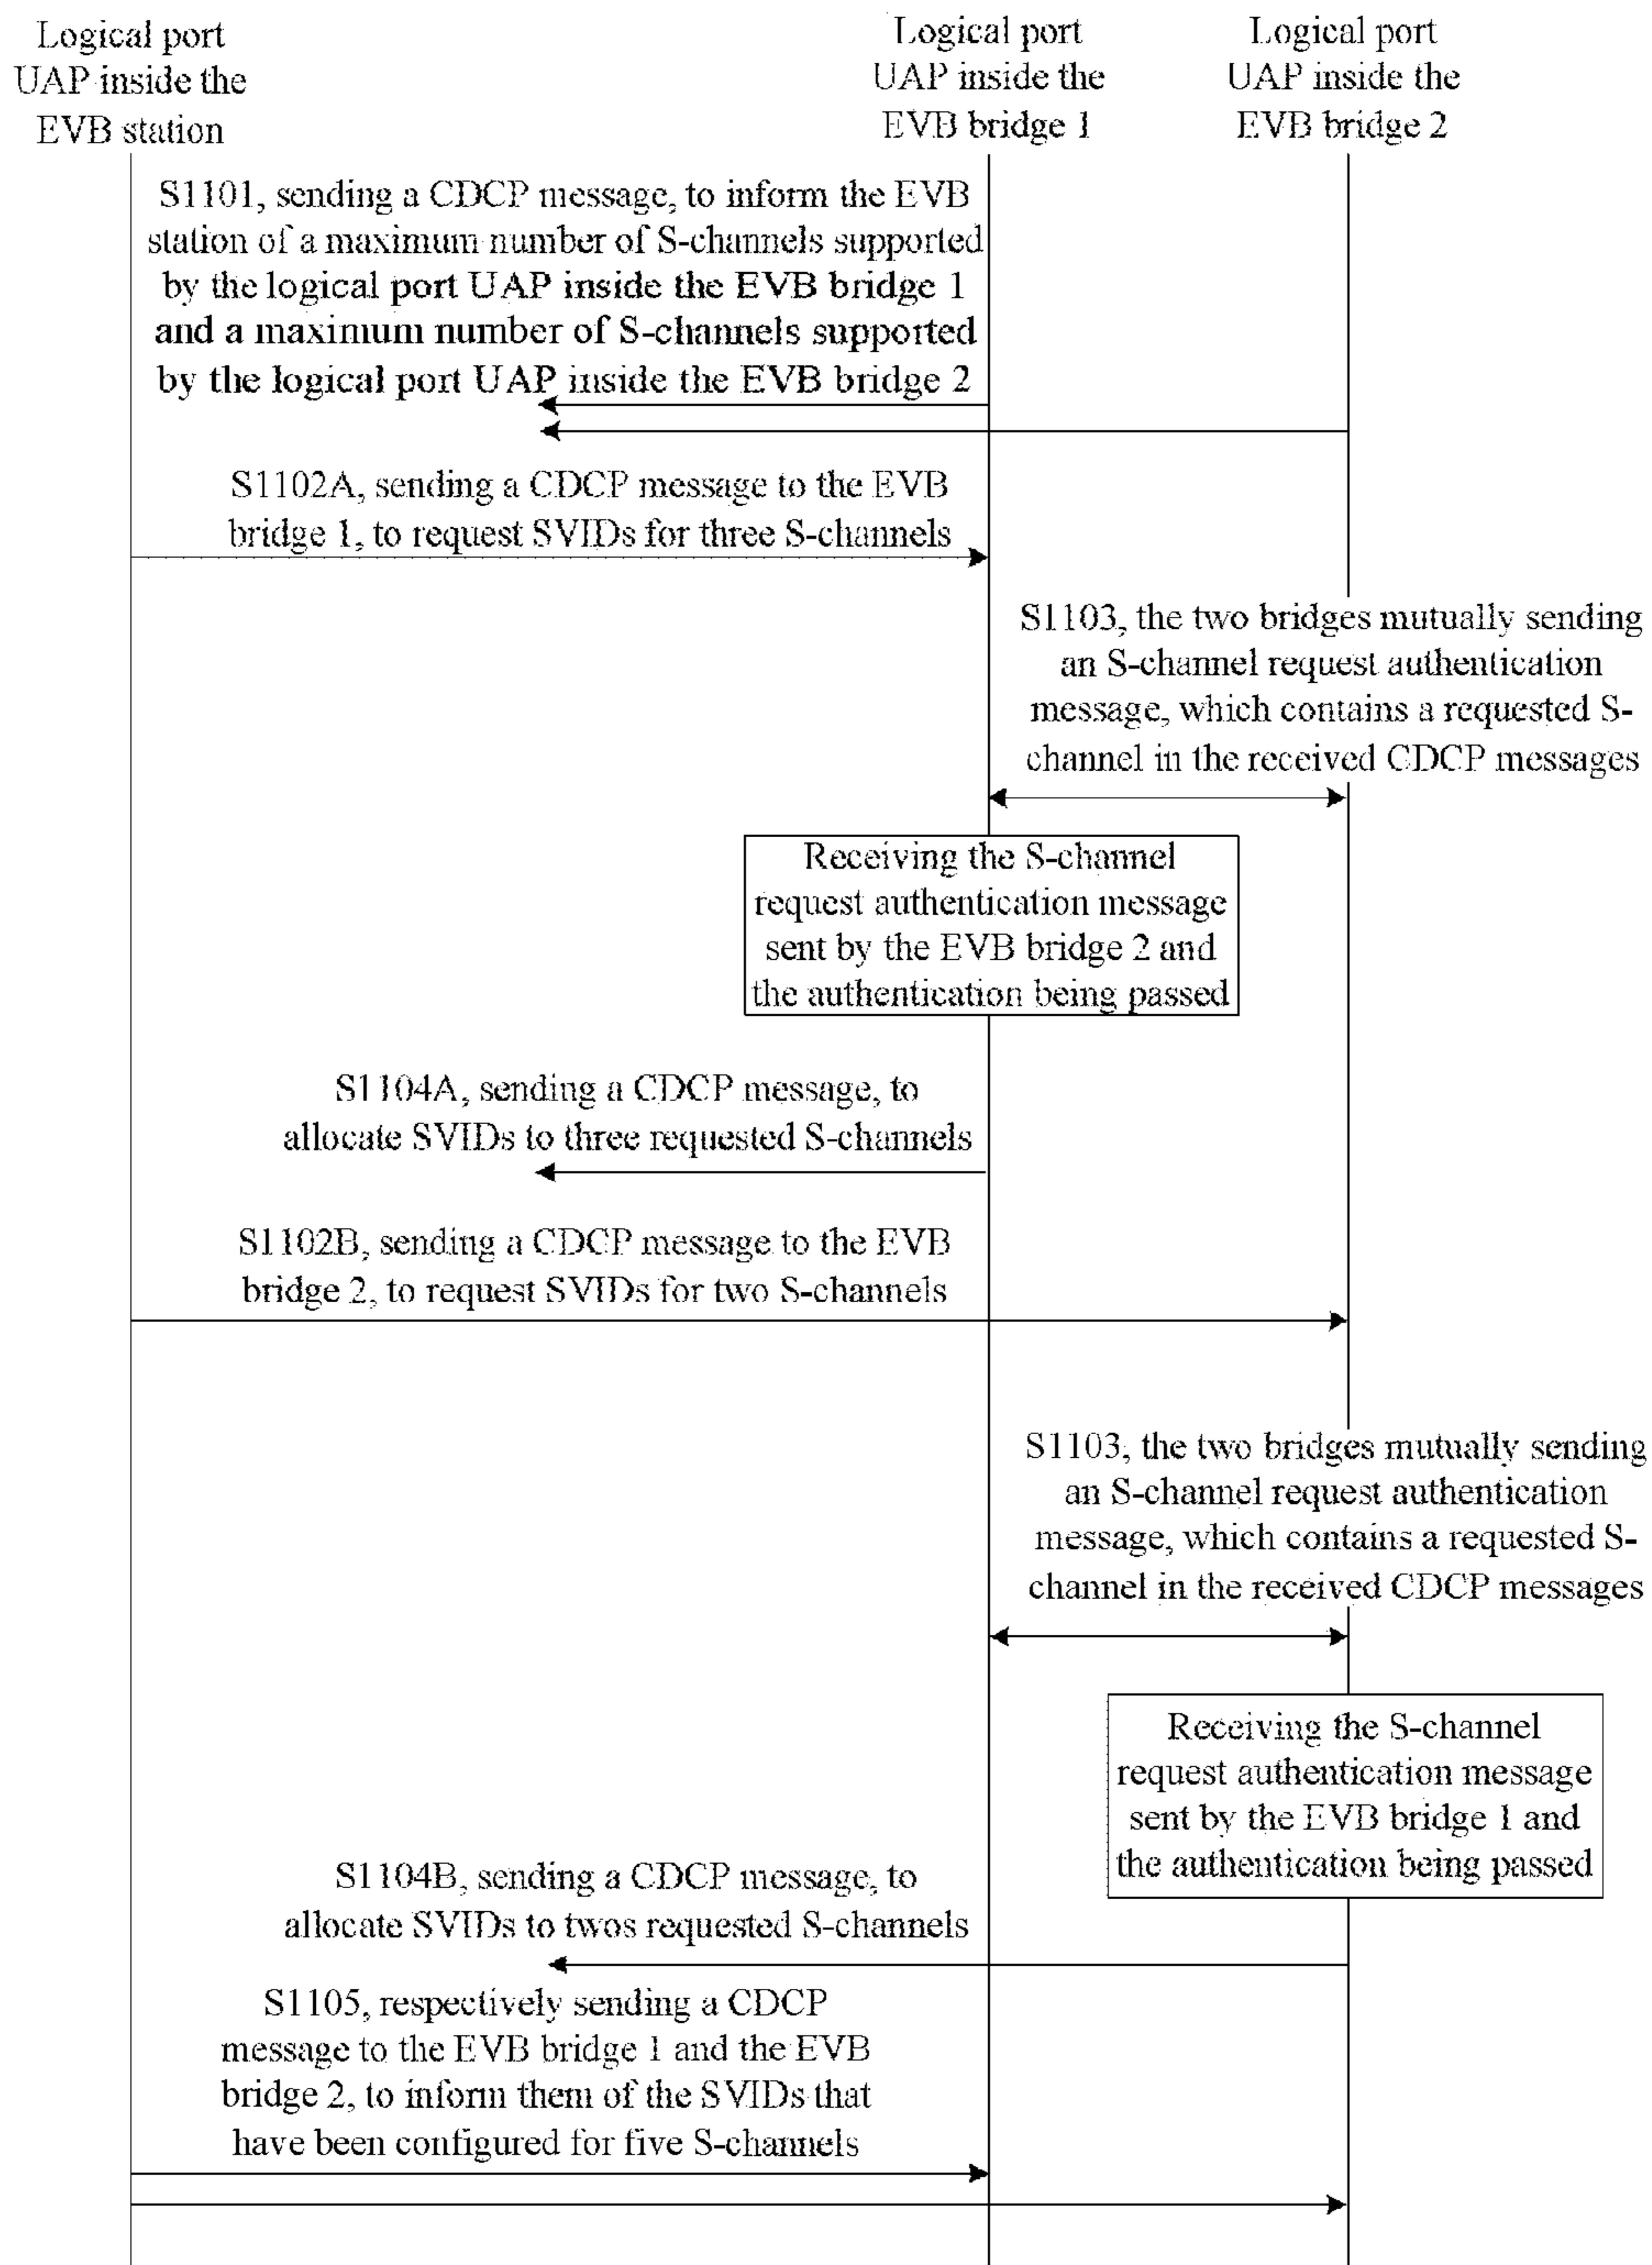 Logical port
UAP inside the
EVB station
Logical port
UAP inside the
EVB bridge 1
Logical port
UAP inside the
EVB bridge 2
S1101, sending a CDCP message, to inform the EVB
station of a maximum number of S-channels supported
by the logical port UAP inside the EVB bridge 1
and a maximum number of S-channels supported
by the logical port UAP inside the EVB bridge 2
S1102A, sending a CDCP message to the EVB
bridge 1, to request SVIDs for three S-channels
S1103, the two bridges mutually sending
an S-channel request authentication
message, which contains a requested S-
channel in the received CDCP messages
Receiving the S-channel
request authentication message
sent by the EVB bridge 2 and
the authentication being passed
S1104A, sending a CDCP message, to
allocate SVIDs to three requested S-channels
S1102B, sending a CDCP message to the EVB
bridge 2, to request SVIDs for two S-channels
S1103, the two bridges mutually sending
an S-channel request authentication
message, which contains a requested S-
channel in the received CDCP messages
Receiving the S-channel
request authentication message
sent by the EVB bridge 1 and
the authentication being passed
S1104B, sending a CDCP message, to
allocate SVIDs to twos requested S-channels
S1105, respectively sending a CDCP
message to the EVB bridge 1 and the EVB
bridge 2, to inform them of the SVIDs that
have been configured for five S-channels